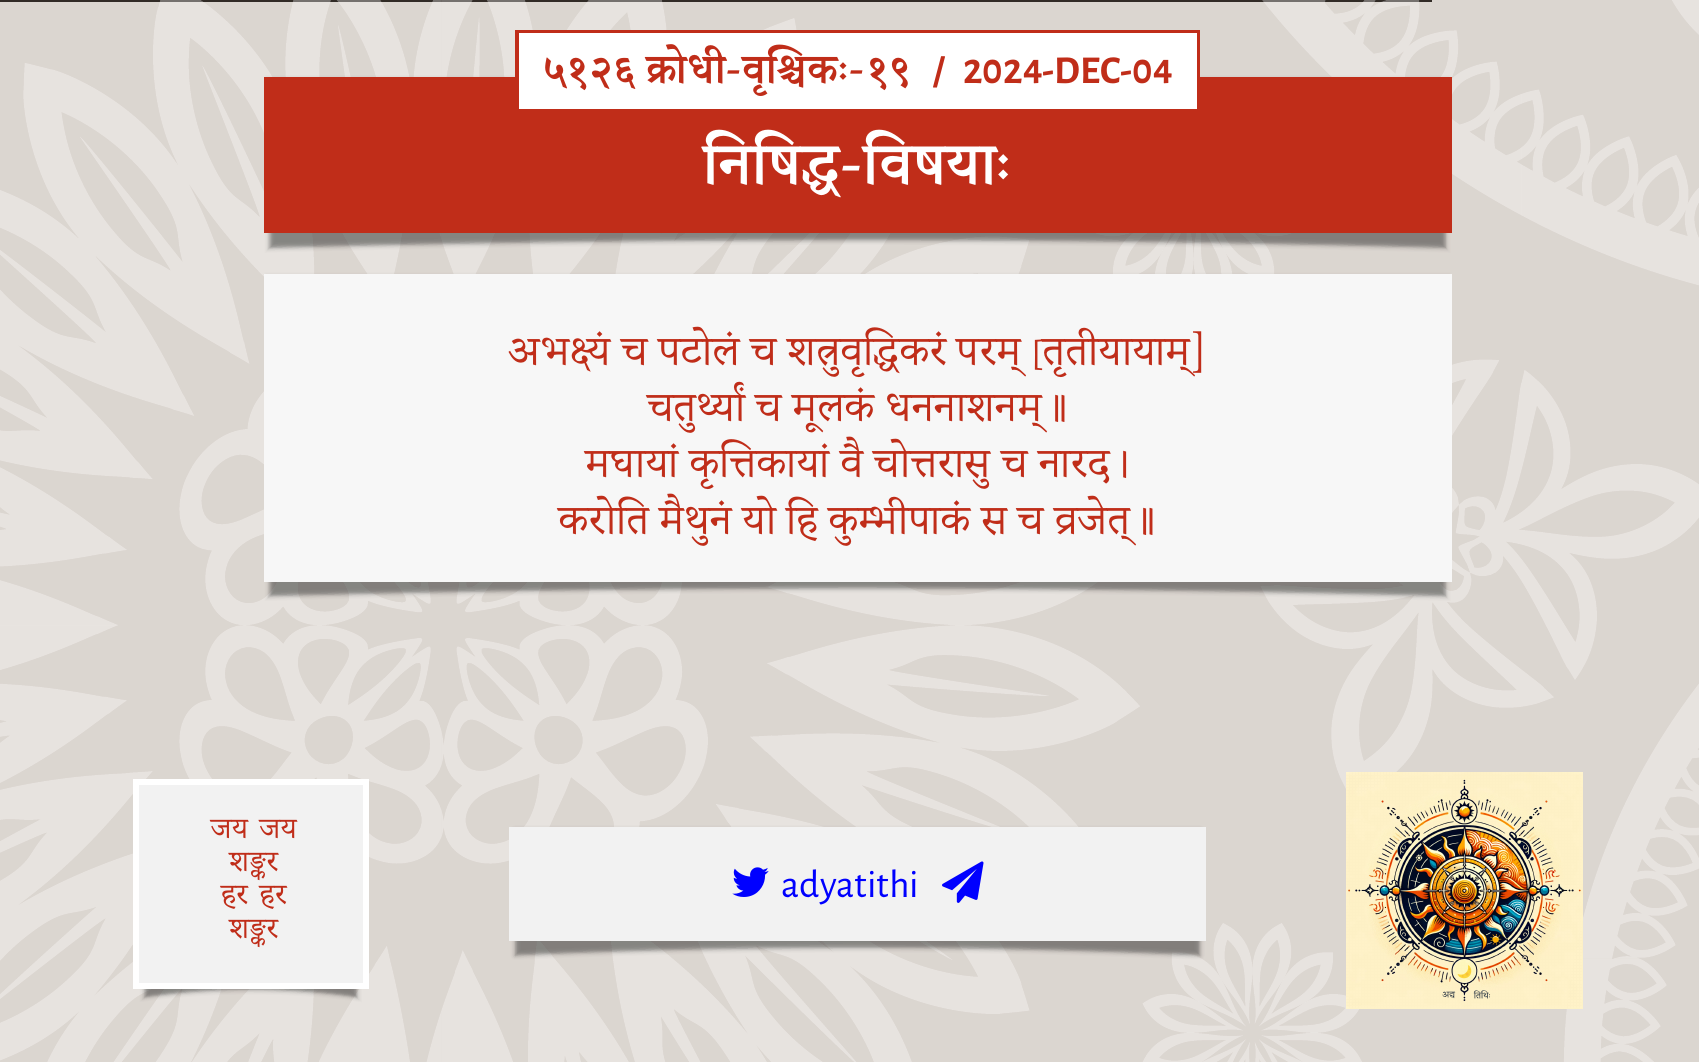 ५१२६ क्रोधी-वृश्चिकः-१९ / 2024-DEC-04
निषिद्ध-विषयाः
अभक्ष्यं च पटोलं च शत्रुवृद्धिकरं परम् [तृतीयायाम्]
चतुर्थ्यां च मूलकं धननाशनम्॥
मघायां कृत्तिकायां वै चोत्तरासु च नारद।
करोति मैथुनं यो हि कुम्भीपाकं स च व्रजेत्॥
जय जय
शङ्कर
हर हर
शङ्कर
adyatithi
अद्य तिथिः